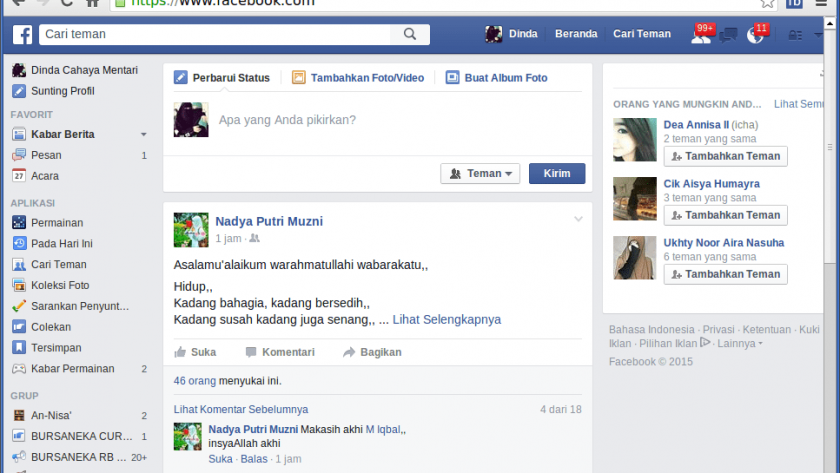 https://www.facebook.com
Cari teman
Dinda
Beranda
Cari Teman
99+
11
Dinda Cahaya Mentari
Sunting Profil
FAVORIT
Kabar Berita
Pesan 1
27 Acara
APLIKASI
Permainan
Pada Hari Ini
Cari Teman
Koleksi Foto
Sarankan Penyunt...
Colekan
Tersimpan
Kabar Permainan 2
GRUP
An-Nisa' 2
BURSANEKA CUR... 1
BURSANEKA RB ... 20+
Perbarui Status
Tambahkan Foto/Video
Buat Album Foto
Apa yang Anda pikirkan?
Teman
Kirim
Nadya Putri Muzni
1 jam ·
Asalamu'alaikum warahmatullahi wabarakatu,,
Hidup,,
Kadang bahagia, kadang bersedih,,
Kadang susah kadang juga senang,, ... Lihat Selengkapnya
Suka
Komentari
Bagikan
46 orang menyukai ini.
Lihat Komentar Sebelumnya 4 dari 18
Nadya Putri Muzni Makasih akhi M Iqbal,,
insyaAllah akhi
Suka · Balas · 1 jam
ORANG YANG MUNGKIN AND...
Dea Annisa II (icha)
2 teman yang sama
Tambahkan Teman
Cik Aisya Humayra
3 teman yang sama
Tambahkan Teman
Ukhty Noor Aira Nasuha
6 teman yang sama
Tambahkan Teman
Bahasa Indonesia · Privasi · Ketentuan · Kuki
Iklan · Pilihan Iklan · Lainnya
Facebook © 2015